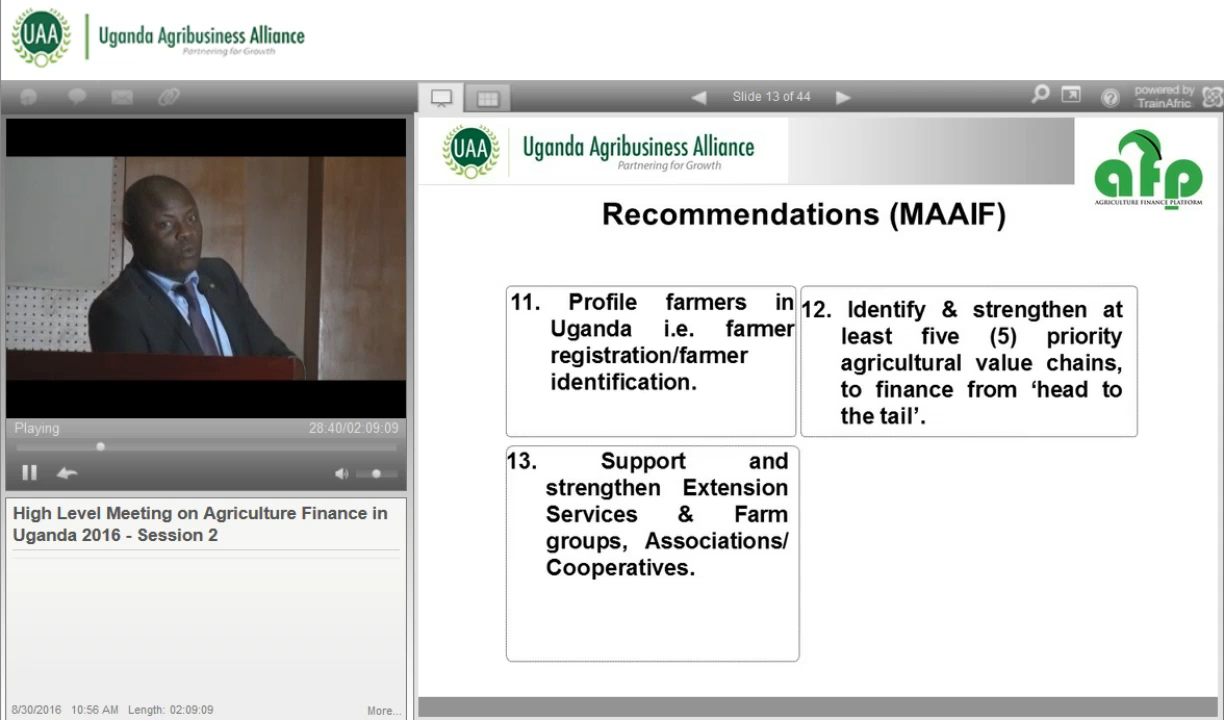 UAA
Uganda Agribusiness Alliance
Partnering for Growth
Slide 13 of 44
powered by
TrainAfric
Playing
28:40/02:09:09
High Level Meeting on Agriculture Finance in
Uganda 2016 - Session 2
8/30/2016 10:56 AM Length: 02:09:09
More...
UAA
Uganda Agribusiness Alliance
Partnering for Growth
afp
AGRICULTURE FINANCE PLATFORM
Recommendations (MAAIF)
11. Profile farmers in
Uganda i.e. farmer
registration/farmer
identification.
12. Identify & strengthen at
least five (5) priority
agricultural value chains,
to finance from ‘head to
the tail’.
13. Support and
strengthen Extension
Services & Farm
groups, Associations/
Cooperatives.